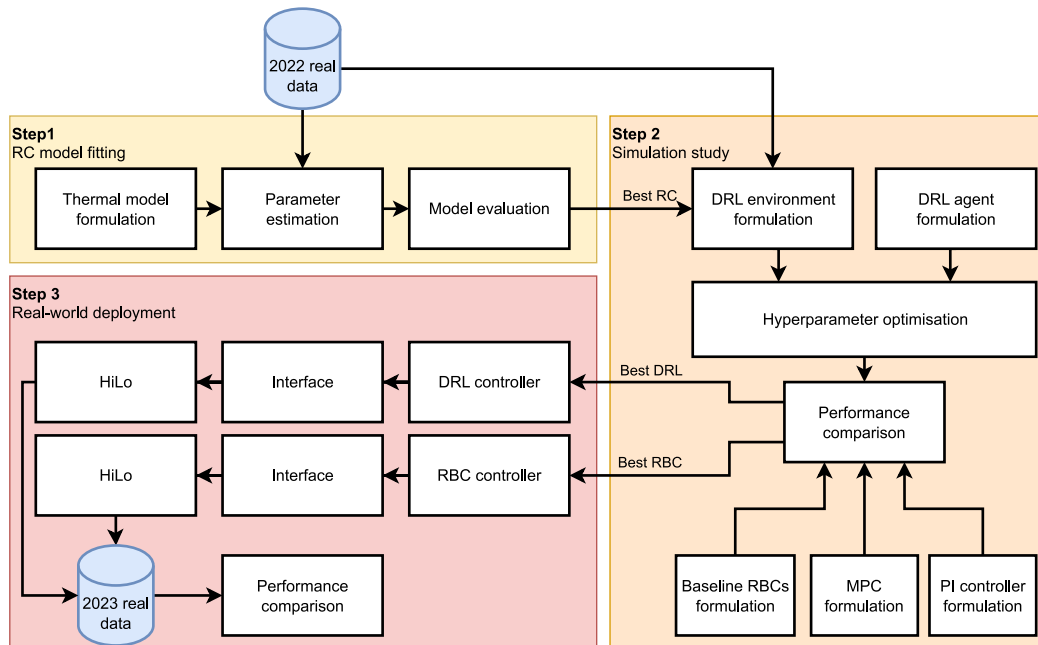 2022 real
data
Step1
RC model fitting
Thermal model
formulation
Parameter
estimation
Model evaluation
Best RC
Step 2
Simulation study
DRL environment
formulation
DRL agent
formulation
Hyperparameter optimisation
Performance
comparison
Baseline RBCs
formulation
MPC
formulation
PI controller
formulation
Step 3
Real-world deployment
Best DRL
DRL controller
Interface
HiLo
Best RBC
RBC controller
Interface
HiLo
2023 real
data
Performance
comparison